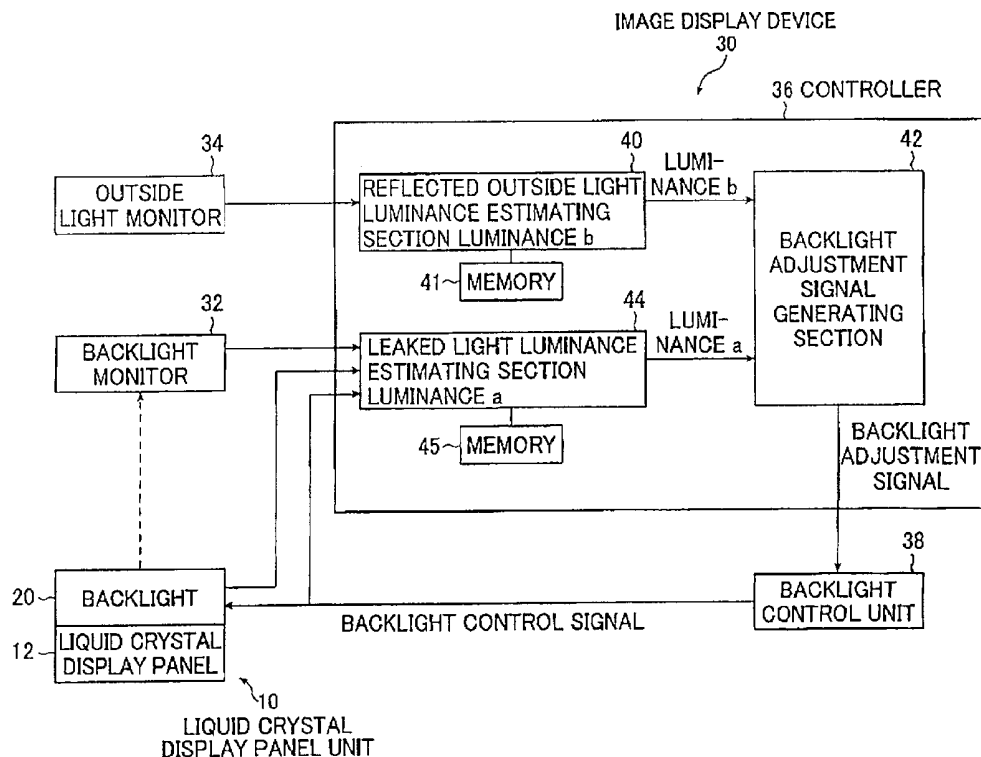 IMAGE DISPLAY DEVICE
30
36 CONTROLLER
34
OUTSIDE
LIGHT MONITOR
40
REFLECTED OUTSIDE LIGHT
LUMINANCE ESTIMATING
SECTION LUMINANCE b
LUMI-
NANCE b
42
BACKLIGHT
ADJUSTMENT
SIGNAL
GENERATING
SECTION
41
MEMORY
32
BACKLIGHT
MONITOR
44
LEAKED LIGHT LUMINANCE
ESTIMATING SECTION
LUMINANCE a
LUMI-
NANCE a
45
MEMORY
BACKLIGHT
ADJUSTMENT
SIGNAL
38
BACKLIGHT
CONTROL UNIT
20
BACKLIGHT
BACKLIGHT CONTROL SIGNAL
12
LIQUID CRYSTAL
DISPLAY PANEL
10
LIQUID CRYSTAL
DISPLAY PANEL UNIT